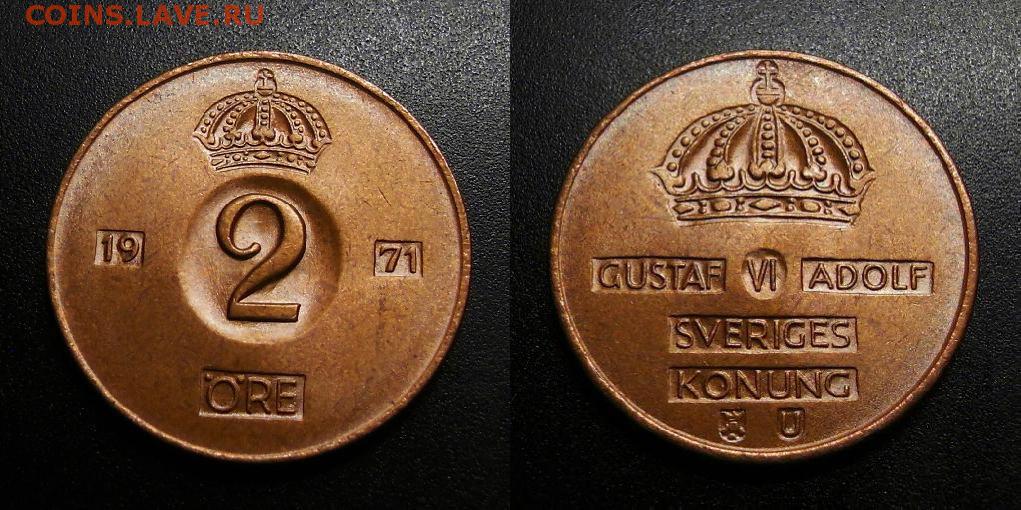 COINS.LAVE.RU
19 2 71
ÖRE
GUSTAF VI ADOLF
SVERIGES
KONUNG
U